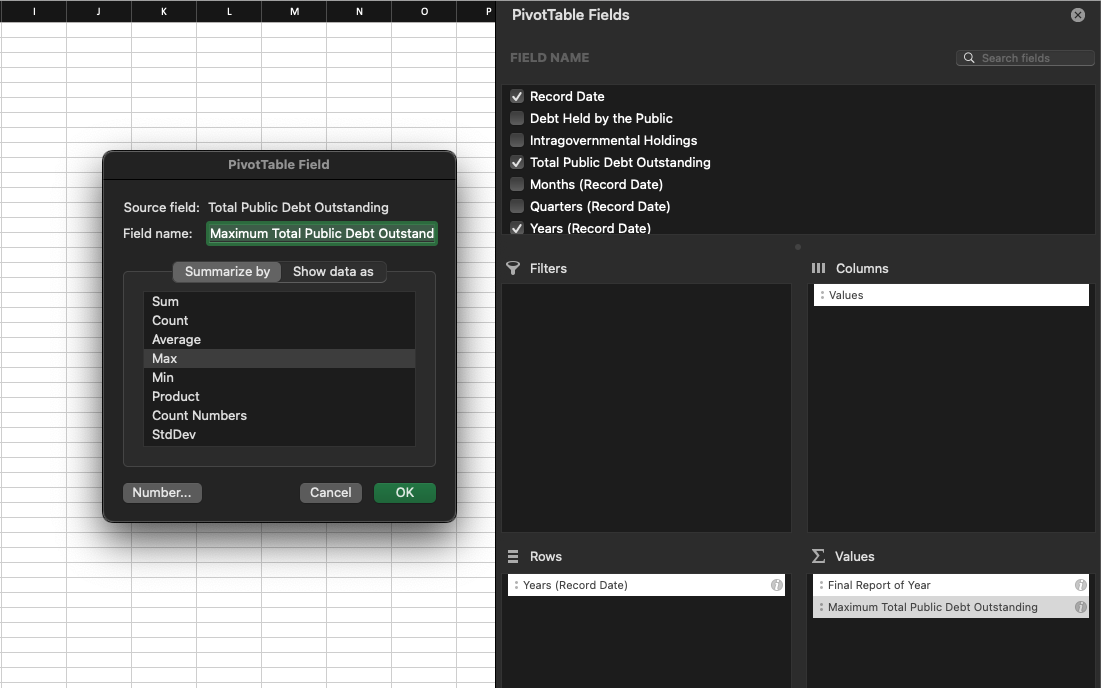 I J K L M N O P
PivotTable Fields
FIELD NAME
Search fields
Record Date
Debt Held by the Public
Intragovernmental Holdings
Total Public Debt Outstanding
Months (Record Date)
Quarters (Record Date)
Years (Record Date)
PivotTable Field
Source field: Total Public Debt Outstanding
Field name: Maximum Total Public Debt Outstand
Summarize by Show data as
Sum
Count
Average
Max
Min
Product
Count Numbers
StdDev
Number... Cancel OK
Filters
Columns
Values
Rows
Years (Record Date)
Values
Final Report of Year
Maximum Total Public Debt Outstanding